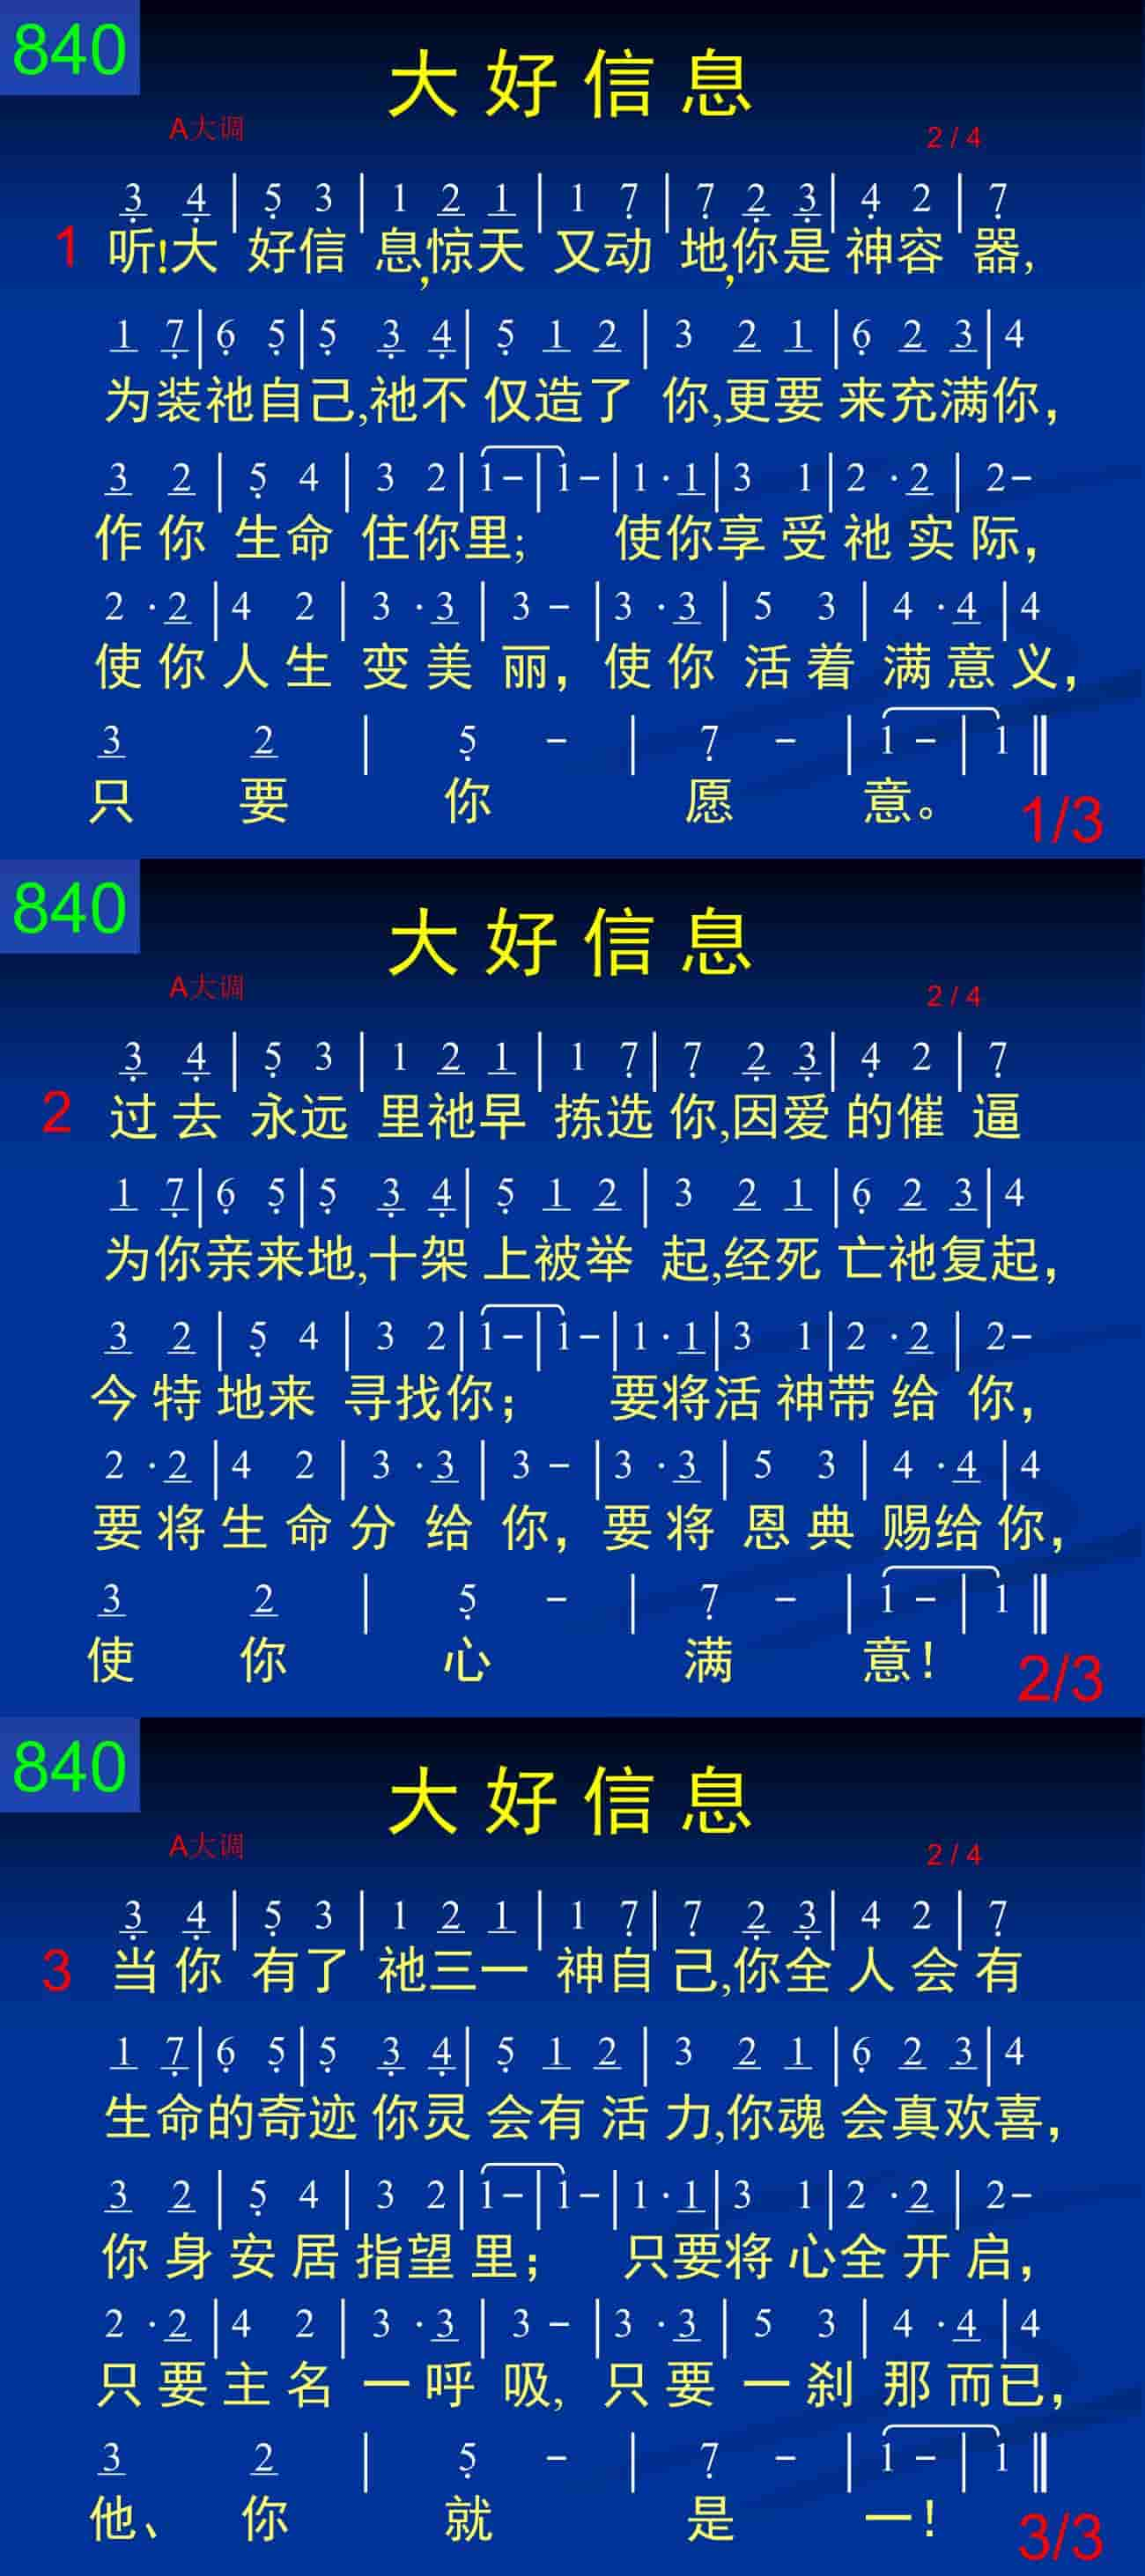 840
大好信息
A大调
2 / 4
3 4 | 5 3 | 1 2 1 | 1 7 | 7 2 3 | 4 2 | 7
1 听!大 好信 息,惊天 又动 地,你是 神容 器,
1 7 | 6 5 | 5 3 4 | 5 1 2 | 3 2 1 | 6 2 3 | 4
为装祂自己,祂不 仅造了 你,更要 来充满你,
3 2 | 5 4 | 3 2 | 1 - | 1 - | 1 · 1 | 3 1 | 2 · 2 | 2 -
作你 生命 住你里; 使你享受祂实际,
2 · 2 | 4 2 | 3 · 3 | 3 - | 3 · 3 | 5 3 | 4 · 4 | 4
使你人生 变美丽, 使你 活着 满意义,
3 2 | 5 - | 7 - | 1 - | 1 ‖
只 要 你 愿 意。
1/3
840
大好信息
A大调
2 / 4
3 4 | 5 3 | 1 2 1 | 1 7 | 7 2 3 | 4 2 | 7
2 过去 永远 里祂早 拣选 你,因爱 的催 逼
1 7 | 6 5 | 5 3 4 | 5 1 2 | 3 2 1 | 6 2 3 | 4
为你亲来地,十架 上被举 起,经死 亡祂复起,
3 2 | 5 4 | 3 2 | 1 - | 1 - | 1 · 1 | 3 1 | 2 · 2 | 2 -
今特 地来 寻找你; 要将活 神带 给 你,
2 · 2 | 4 2 | 3 · 3 | 3 - | 3 · 3 | 5 3 | 4 · 4 | 4
要将生命分 给 你, 要将 恩典 赐给你,
3 2 | 5 - | 7 - | 1 - | 1 ‖
使 你 心 满 意!
2/3
840
大好信息
A大调
2 / 4
3 4 | 5 3 | 1 2 1 | 1 7 | 7 2 3 | 4 2 | 7
3 当你 有了 祂三一 神自 己,你全 人会 有
1 7 | 6 5 | 5 3 4 | 5 1 2 | 3 2 1 | 6 2 3 | 4
生命的奇迹 你灵 会有 活 力,你魂 会真欢喜,
3 2 | 5 4 | 3 2 | 1 - | 1 - | 1 · 1 | 3 1 | 2 · 2 | 2 -
你身安居 指望里; 只要将 心全 开启,
2 · 2 | 4 2 | 3 · 3 | 3 - | 3 · 3 | 5 3 | 4 · 4 | 4
只要主名 一呼 吸, 只要 一刹 那而已,
3 2 | 5 - | 7 - | 1 - | 1 ‖
他、 你 就 是 一!
3/3